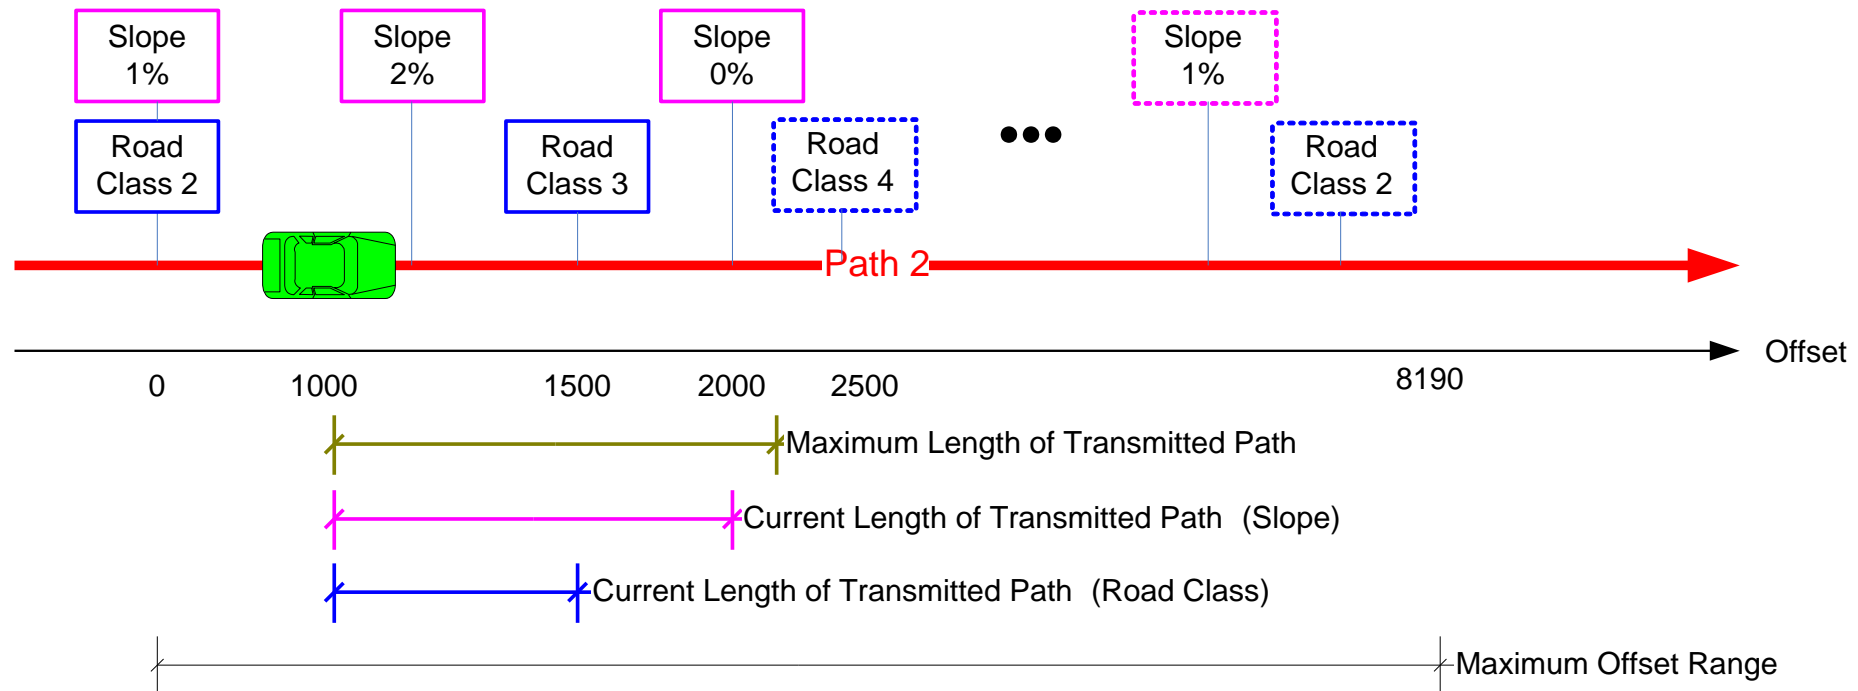 Slope
1%
Slope
2%
Slope
0%
Slope
1%
Road
Class 2
Road
Class 3
Road
Class 4
Road
Class 2
Path 2
Offset
0
1000
1500
2000
2500
8190
Maximum Length of Transmitted Path
Current Length of Transmitted Path (Slope)
Current Length of Transmitted Path (Road Class)
Maximum Offset Range